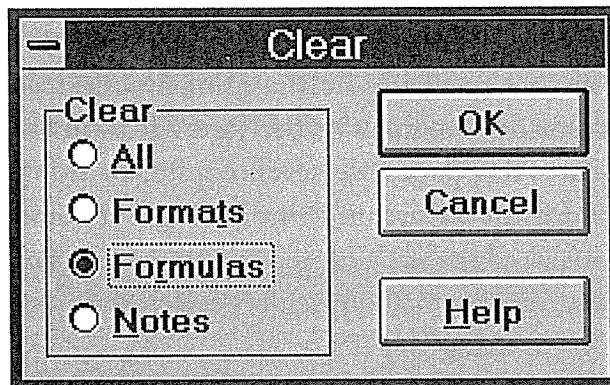 Clear
Clear
All
Formats
Formulas
Notes
OK
Cancel
Help